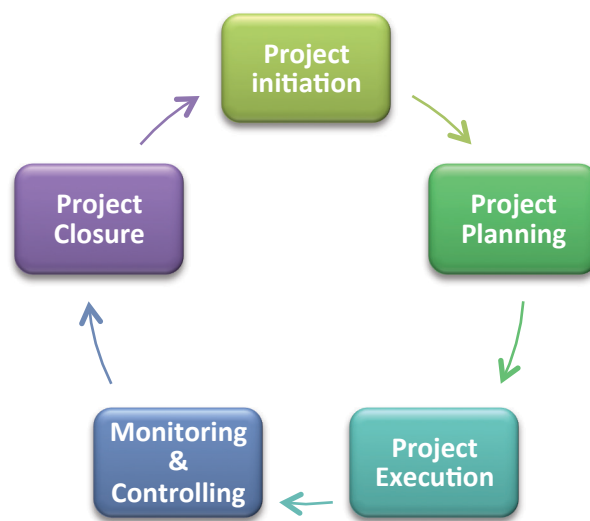 Project
initiation
Project
Planning
Project
Execution
Monitoring
&
Controlling
Project
Closure